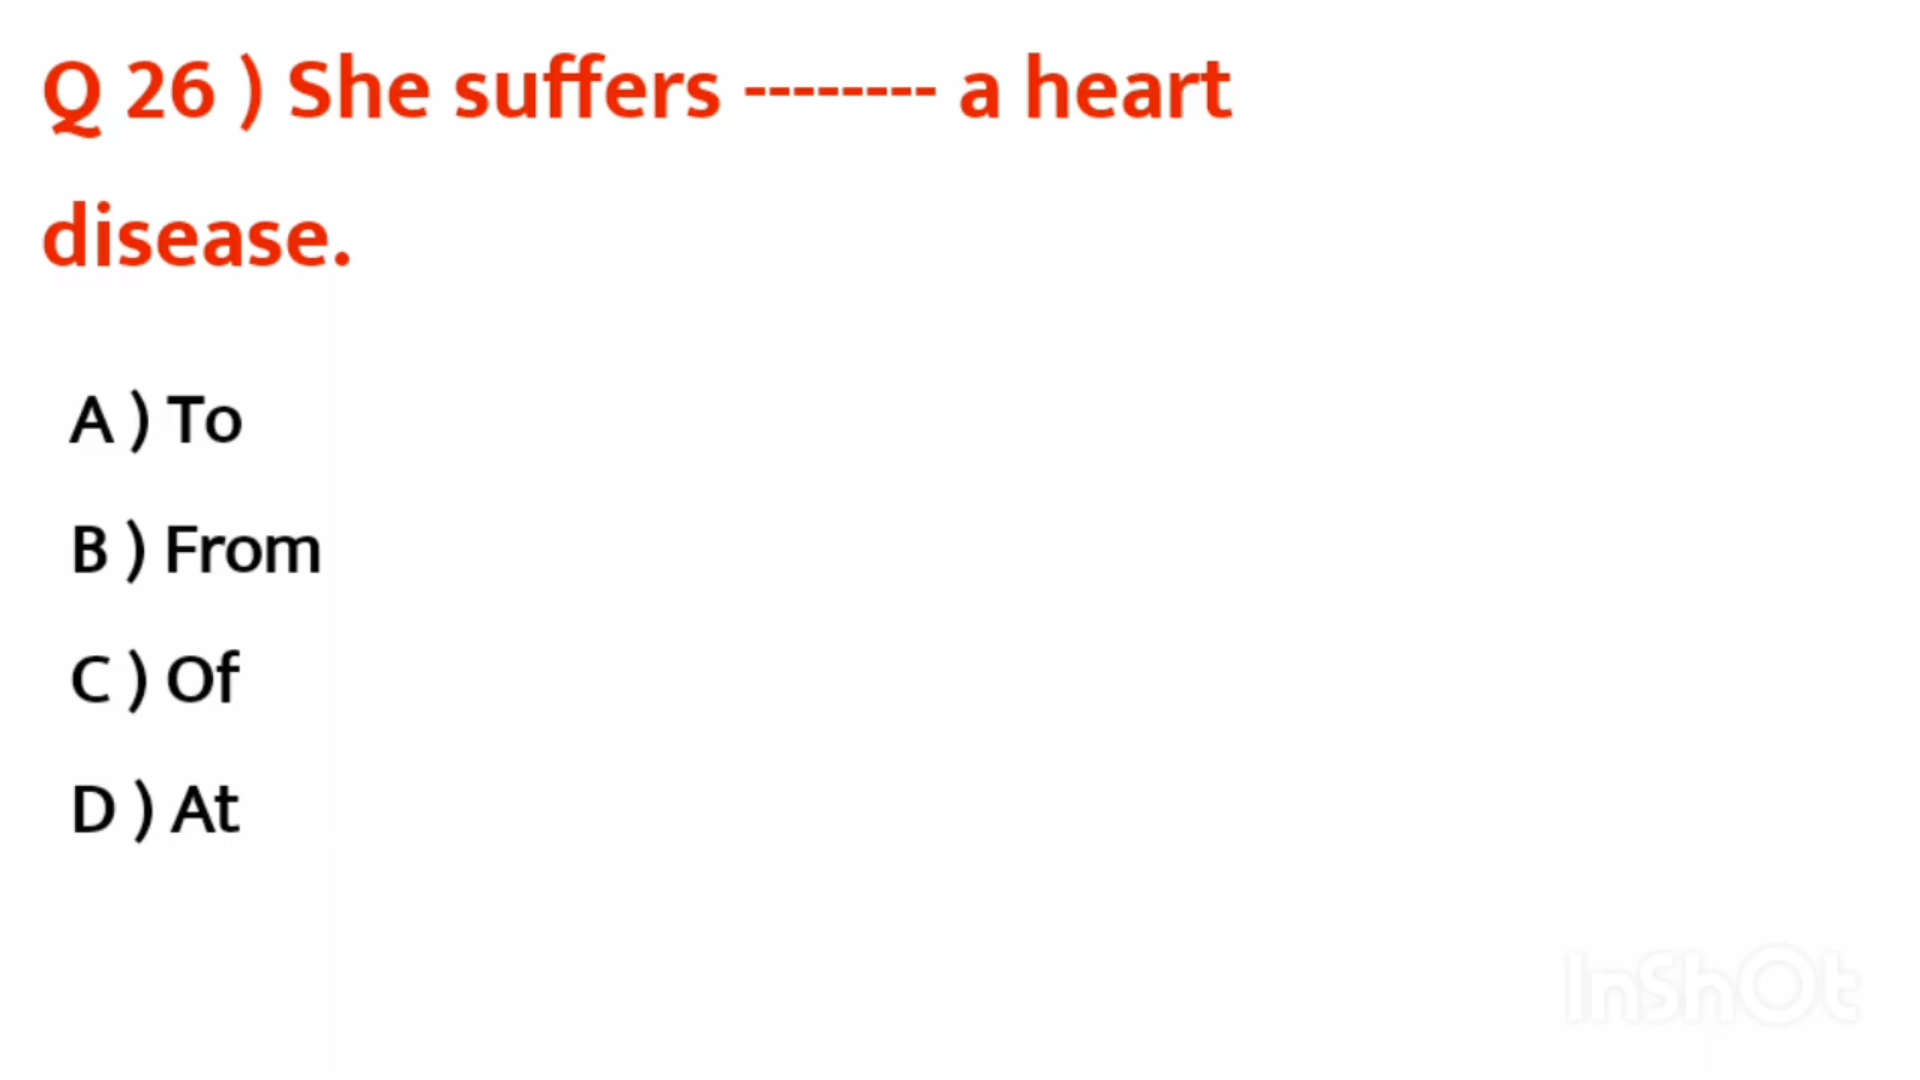 Q 26 ) She suffers -------- a heart
disease.
A ) To
B ) From
C ) Of
D ) At
InShOt